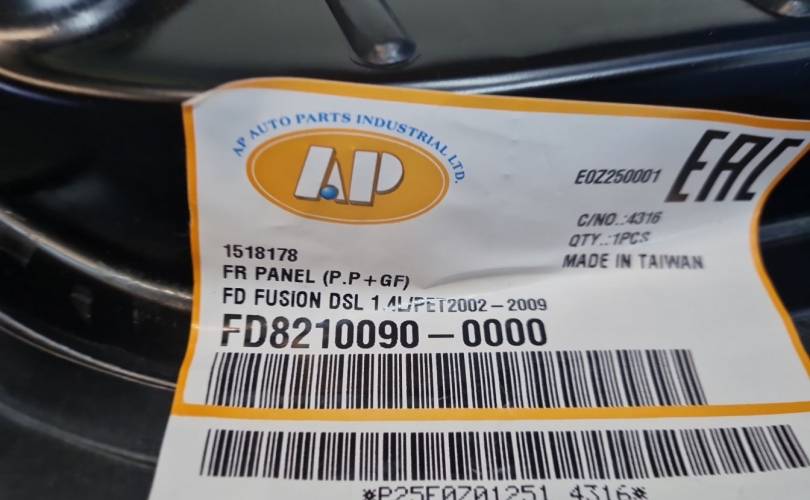 AP AUTO PARTS INDUSTRIAL LTD.
AP
EAC
E0Z250001
C/NO.:4316
QTY.:1PCS
MADE IN TAIWAN
1518178
FR PANEL (P.P+GF)
FD FUSION DSL 1.4L/PET2002-2009
FD8210090-0000
*P25E0Z01251 4316*